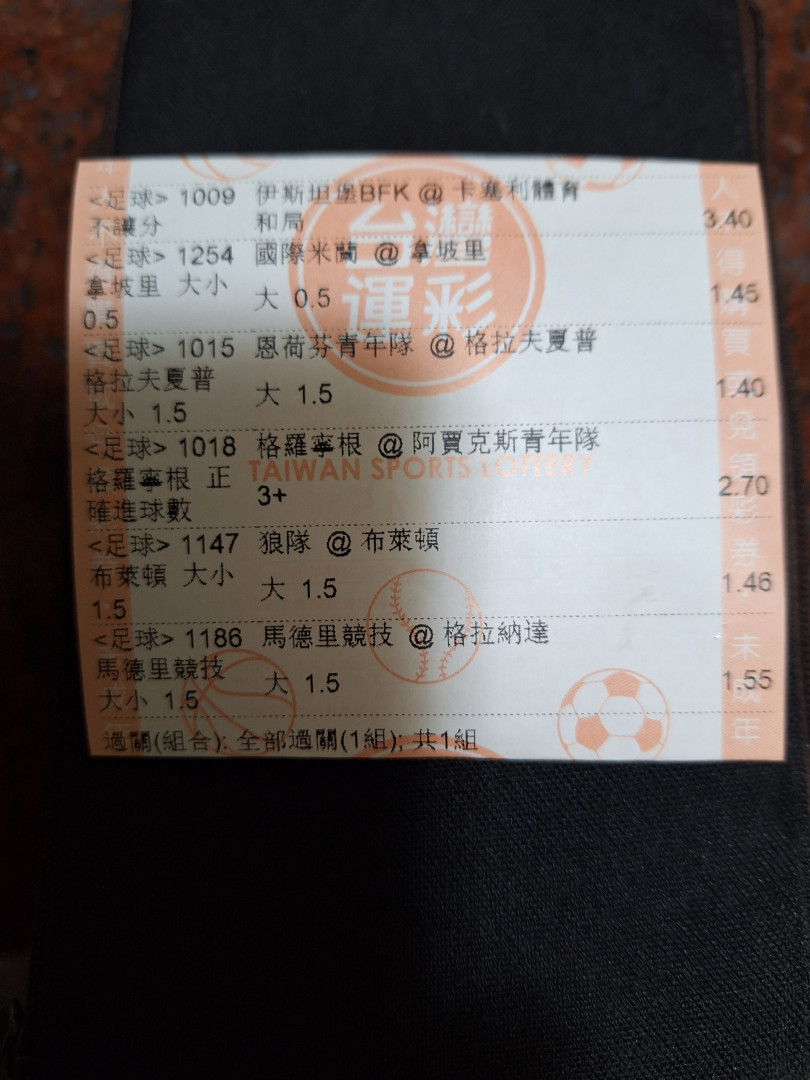 <足球> 1009 伊斯坦堡BFK @ 卡塞利體育
不讓分 和局 3.40
<足球> 1254 國際米蘭 @ 拿坡里
拿坡里 大小 大 0.5 1.45
0.5
<足球> 1015 恩荷芬青年隊 @ 格拉夫夏普
格拉夫夏普 大 1.5 1.40
大小 1.5
<足球> 1018 格羅寧根 @ 阿賈克斯青年隊
格羅寧根 正 3+ 2.70
確進球數
<足球> 1147 狼隊 @ 布萊頓
布萊頓 大小 大 1.5 1.46
1.5
<足球> 1186 馬德里競技 @ 格拉納達
馬德里競技 大 1.5 1.55
大小 1.5
過關(組合): 全部過關(1組); 共1組
台灣
運彩
TAIWAN SPORTS LOTTERY